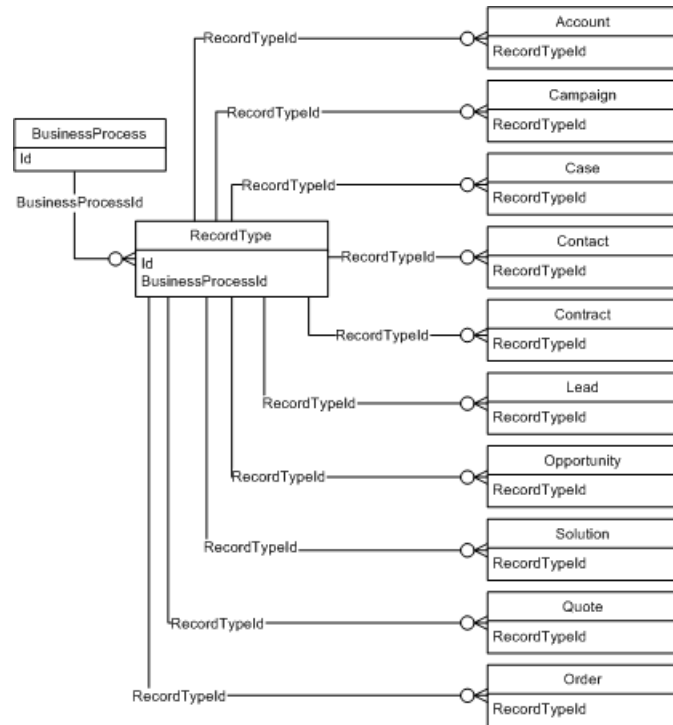 Account
RecordTypeId
RecordTypeId
Campaign
RecordTypeId
RecordTypeId
BusinessProcess
Id
Case
RecordTypeId
RecordTypeId
BusinessProcessId
RecordType
Id
BusinessProcessId
Contact
RecordTypeId
RecordTypeId
Contract
RecordTypeId
RecordTypeId
Lead
RecordTypeId
RecordTypeId
Opportunity
RecordTypeId
RecordTypeId
Solution
RecordTypeId
RecordTypeId
Quote
RecordTypeId
RecordTypeId
Order
RecordTypeId
RecordTypeId